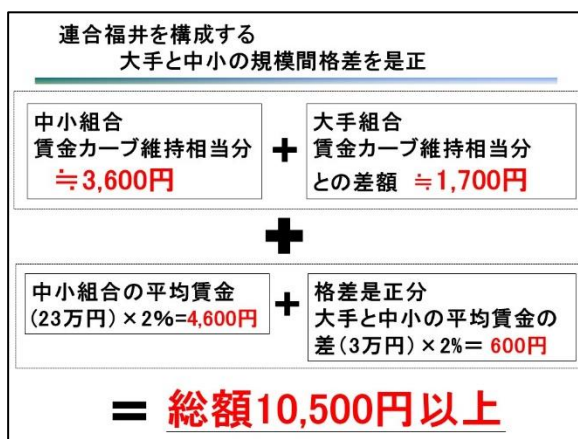 連合福井を構成する
大手と中小の規模間格差を是正
中小組合
賃金カーブ維持相当分
≒3,600円
+
大手組合
賃金カーブ維持相当分
との差額 ≒1,700円
+
中小組合の平均賃金
(23万円)×2%=4,600円
+
格差是正分
大手と中小の平均賃金の
差(3万円)×2%= 600円
= 総額10,500円以上